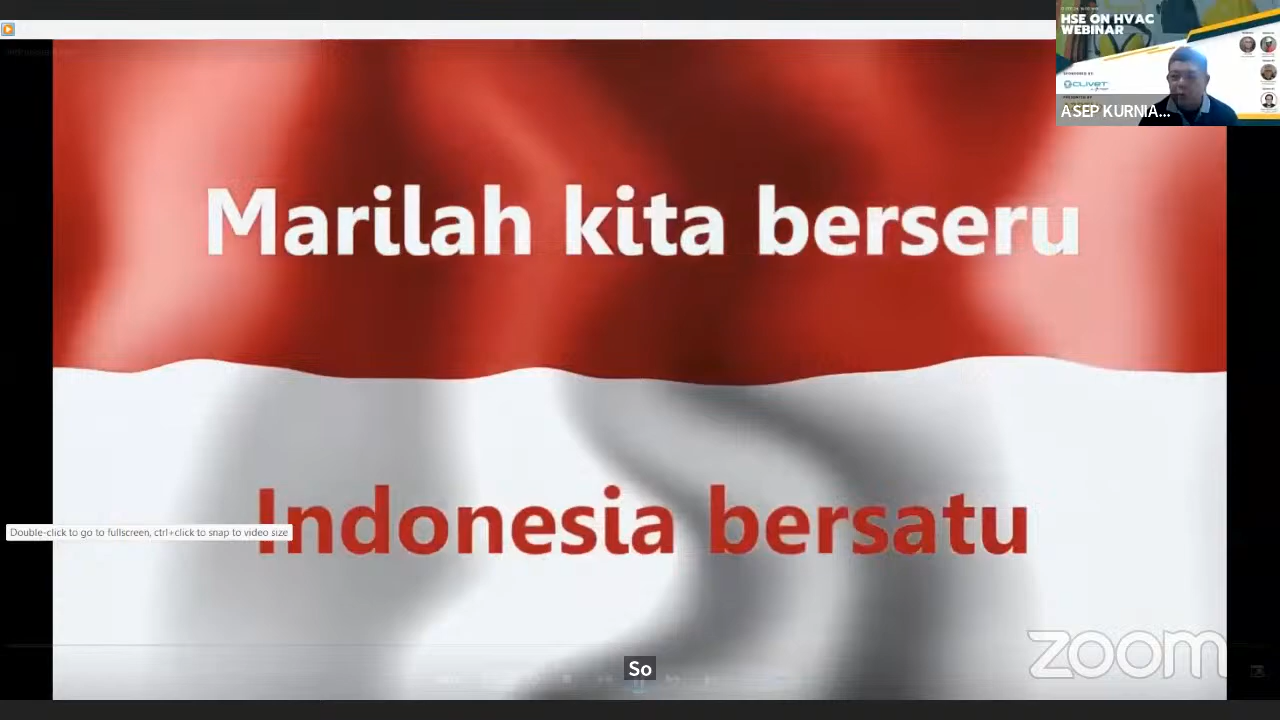 HSE ON HVAC
WEBINAR
CLIVET
ASEP KURNIA...
Marilah kita berseru
Indonesia bersatu
Double-click to go to fullscreen, ctrl+click to snap to video size
So
zoom